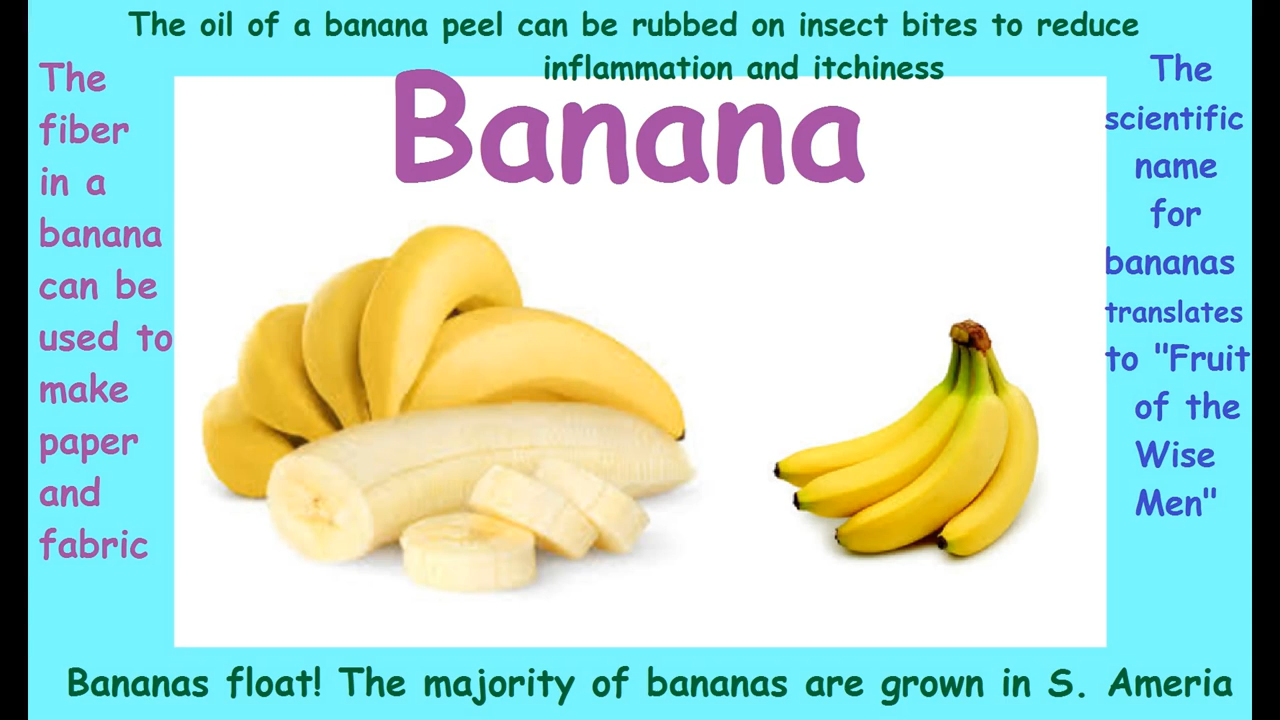 The oil of a banana peel can be rubbed on insect bites to reduce
inflammation and itchiness
Banana
The
fiber
in a
banana
can be
used to
make
paper
and
fabric
The
scientific
name
for
bananas
translates
to "Fruit
of the
Wise
Men"
Bananas float! The majority of bananas are grown in S. Ameria